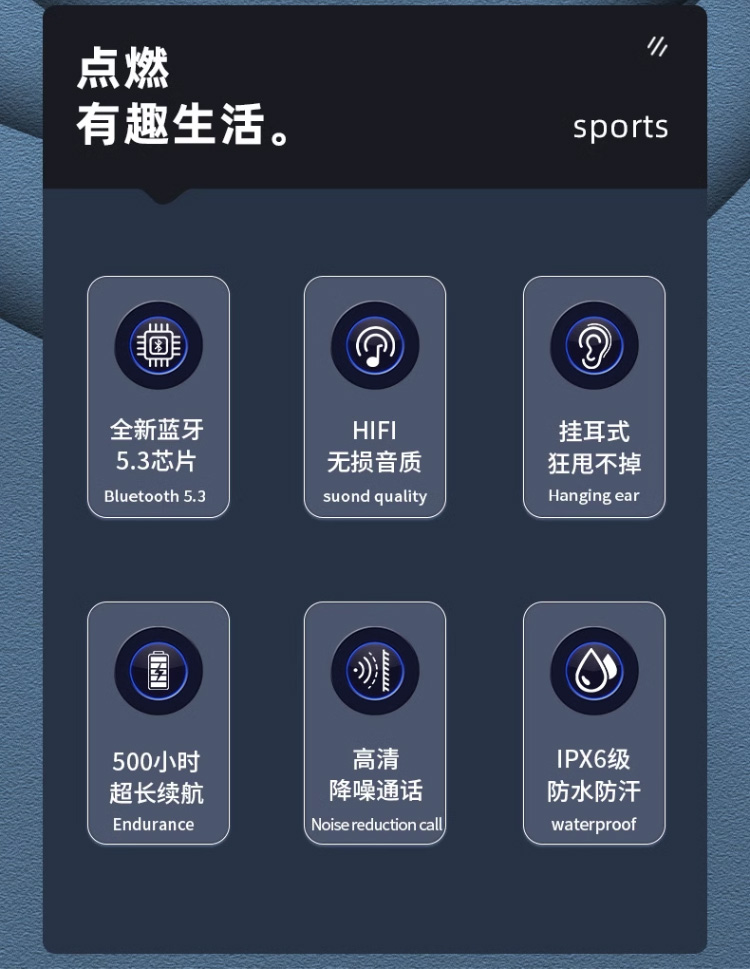 点燃
有趣生活。
sports
全新蓝牙
5.3芯片
Bluetooth 5.3
HIFI
无损音质
suond quality
挂耳式
狂甩不掉
Hanging ear
500小时
超长续航
Endurance
高清
降噪通话
Noise reduction call
IPX6级
防水防汗
waterproof